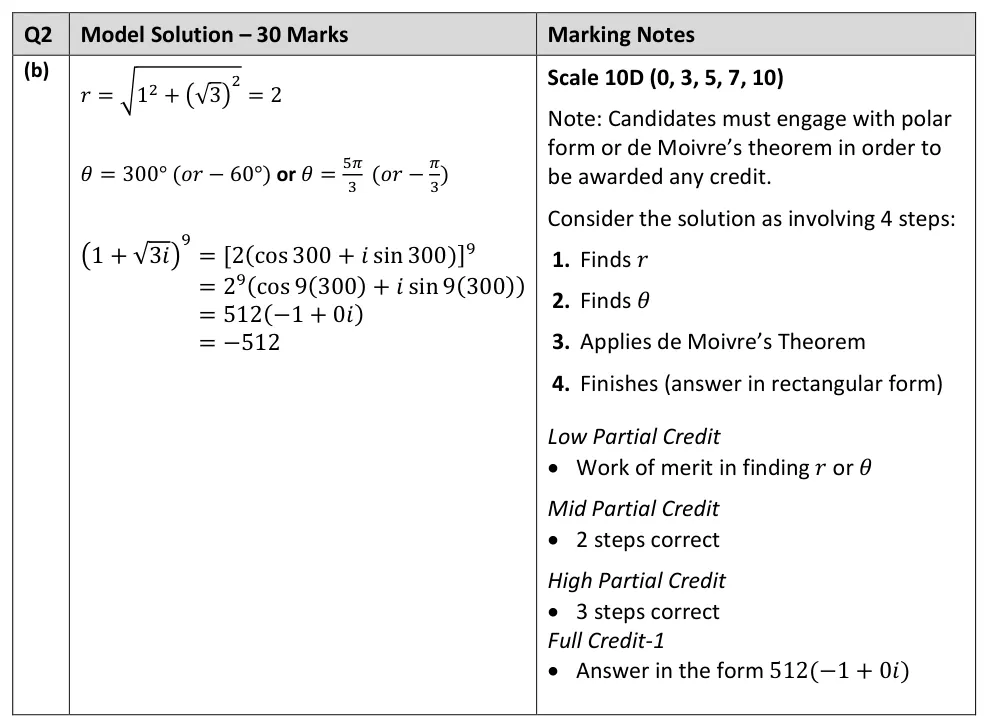 Q2 Model Solution – 30 Marks Marking Notes
(b)
r = √(1² + (√3)²) = 2
θ = 300° (or − 60°) or θ = 5π/3 (or − π/3)
(1 + √3i)⁹ = [2(cos 300 + i sin 300)]⁹
= 2⁹(cos 9(300) + i sin 9(300))
= 512(−1 + 0i)
= −512
Scale 10D (0, 3, 5, 7, 10)
Note: Candidates must engage with polar
form or de Moivre’s theorem in order to
be awarded any credit.
Consider the solution as involving 4 steps:
1. Finds r
2. Finds θ
3. Applies de Moivre’s Theorem
4. Finishes (answer in rectangular form)
Low Partial Credit
• Work of merit in finding r or θ
Mid Partial Credit
• 2 steps correct
High Partial Credit
• 3 steps correct
Full Credit-1
• Answer in the form 512(−1 + 0i)